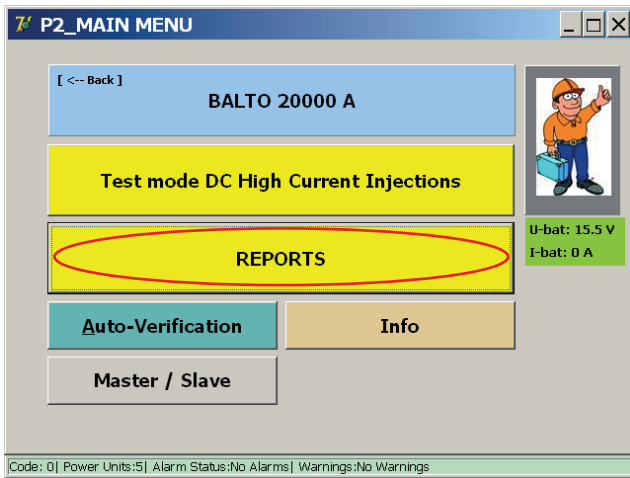 P2_MAIN MENU
[ <-- Back ]
BALTO 20000 A
Test mode DC High Current Injections
REPORTS
U-bat: 15.5 V
I-bat: 0 A
Auto-Verification
Info
Master / Slave
Code: 0| Power Units:5| Alarm Status:No Alarms| Warnings:No Warnings